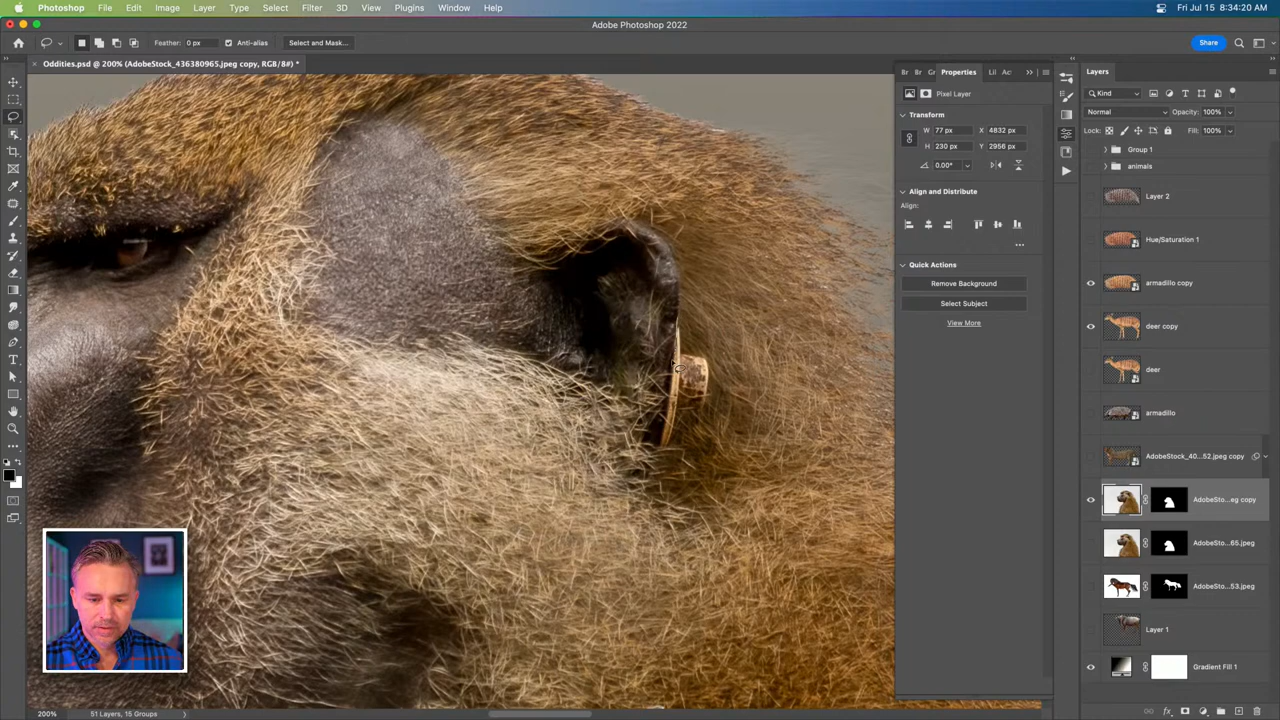 Photoshop File Edit Image Layer Type Select Filter 3D View Plugins Window Help Fri Jul 15 8:34:20 AM
Adobe Photoshop 2022
Feather: 0 px Anti-alias Select and Mask... Share
Oddities.psd @ 200% (AdobeStock_436380965.jpeg copy, RGB/8#) *
Br Br Gr Properties Li Ac
Pixel Layer
Transform
W 77 px X 4832 px
H 230 px Y 2956 px
0.00°
Align and Distribute
Align:
Quick Actions
Remove Background
Select Subject
View More
Layers
Kind
Normal Opacity: 100%
Lock: Fill: 100%
Group 1
animals
Layer 2
Hue/Saturation 1
armadillo copy
deer copy
deer
armadillo
AdobeStock_40...52.jpeg copy
AdobeSto...eg copy
AdobeSto...65.jpeg
AdobeSto...53.jpeg
Layer 1
Gradient Fill 1
200% 51 Layers, 15 Groups